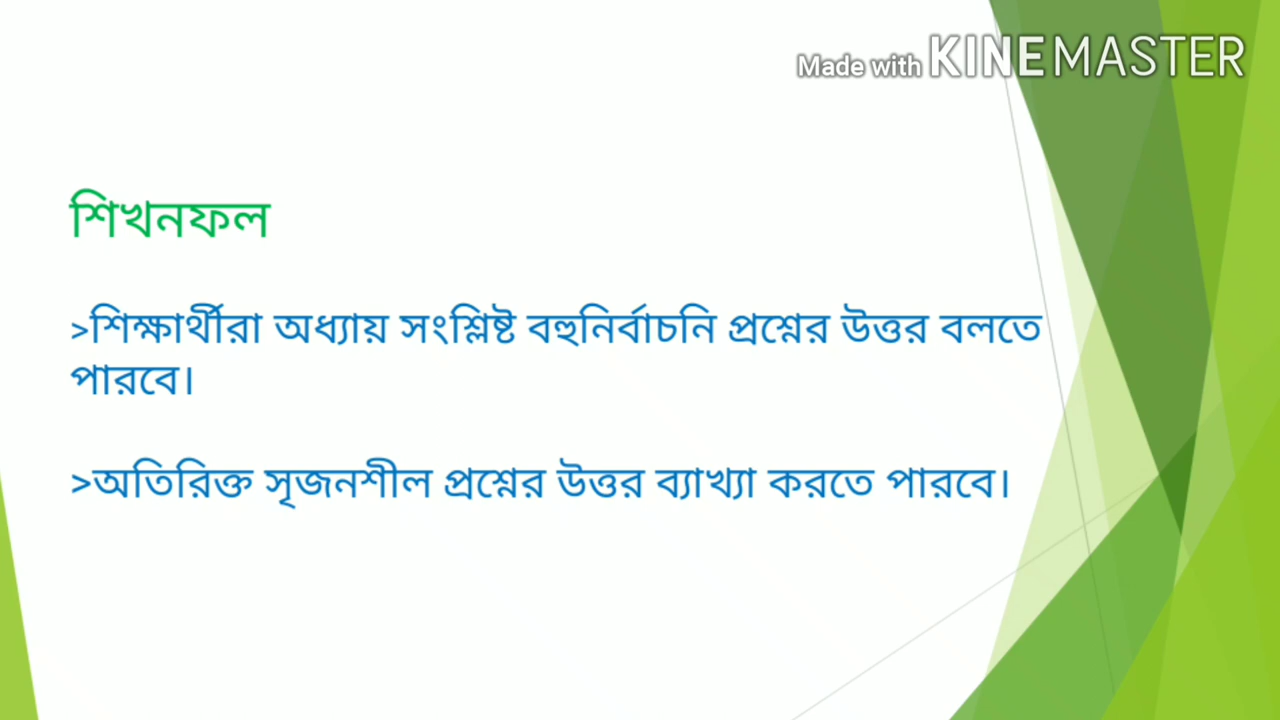 Made with KINEMASTER
শিখনফল
>শিক্ষার্থীরা অধ্যায় সংশ্লিষ্ট বহুনির্বাচনি প্রশ্নের উত্তর বলতে
পারবে।
>অতিরিক্ত সৃজনশীল প্রশ্নের উত্তর ব্যাখ্যা করতে পারবে।